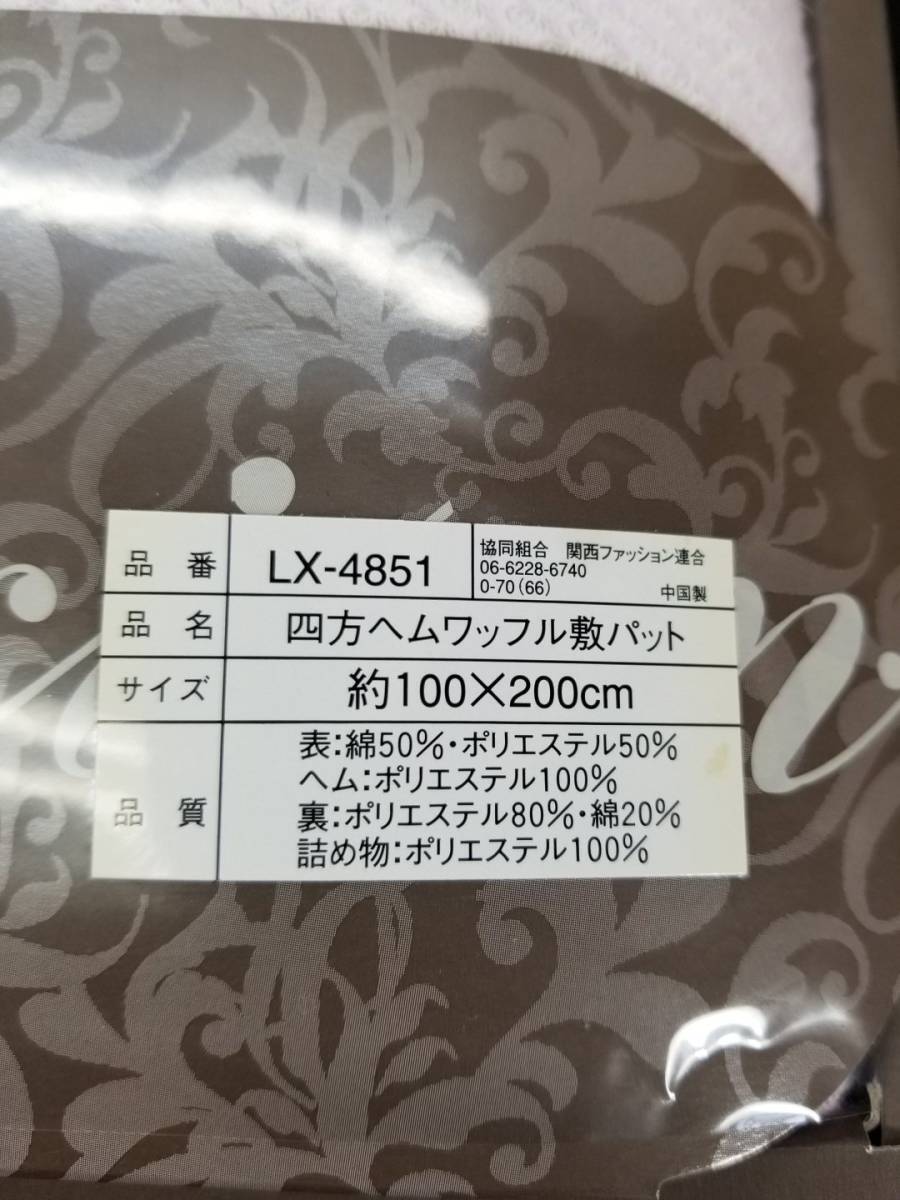 品番 LX-4851
協同組合 関西ファッション連合
06-6228-6740
0-70(66) 中国製
品名 四方ヘムワッフル敷パット
サイズ 約100×200cm
品質 表:綿50%・ポリエステル50%
ヘム:ポリエステル100%
裏:ポリエステル80%・綿20%
詰め物:ポリエステル100%